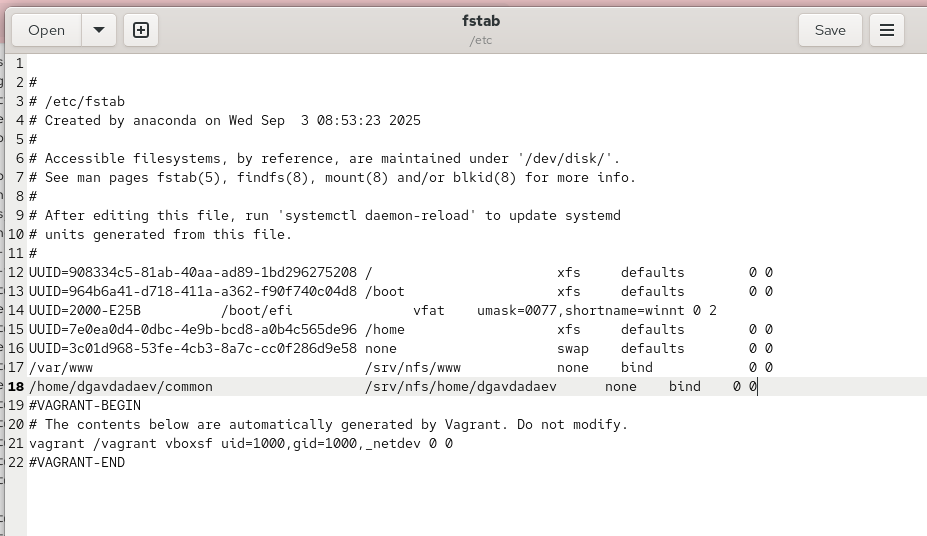 Open
fstab
/etc
Save
1
2 #
3 # /etc/fstab
4 # Created by anaconda on Wed Sep  3 08:53:23 2025
5 #
6 # Accessible filesystems, by reference, are maintained under '/dev/disk/'.
7 # See man pages fstab(5), findfs(8), mount(8) and/or blkid(8) for more info.
8 #
9 # After editing this file, run 'systemctl daemon-reload' to update systemd
10 # units generated from this file.
11 #
12 UUID=908334c5-81ab-40aa-ad89-1bd296275208 /                       xfs     defaults        0 0
13 UUID=964b6a41-d718-411a-a362-f90f740c04d8 /boot                   xfs     defaults        0 0
14 UUID=2000-E25B          /boot/efi               vfat    umask=0077,shortname=winnt 0 2
15 UUID=7e0ea0d4-0dbc-4e9b-bcd8-a0b4c565de96 /home                   xfs     defaults        0 0
16 UUID=3c01d968-53fe-4cb3-8a7c-cc0f286d9e58 none                    swap    defaults        0 0
17 /var/www                                  /srv/nfs/www            none    bind            0 0
18 /home/dgavdadaev/common                   /srv/nfs/home/dgavdadaev      none    bind    0 0
19 #VAGRANT-BEGIN
20 # The contents below are automatically generated by Vagrant. Do not modify.
21 vagrant /vagrant vboxsf uid=1000,gid=1000,_netdev 0 0
22 #VAGRANT-END